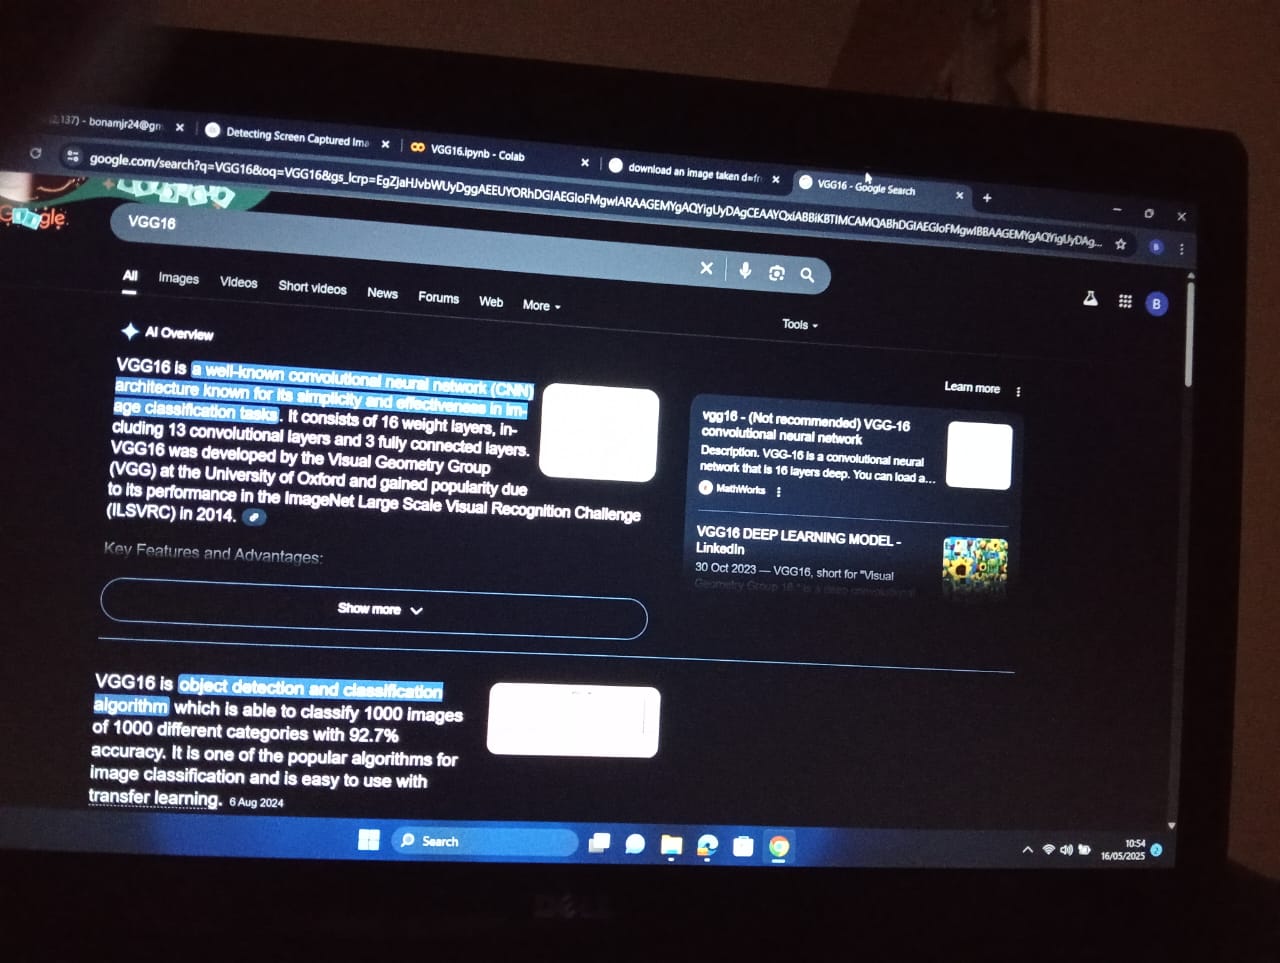 2,137) - bonamjr24@gm
Detecting Screen Captured Ima
VGG16.ipynb - Colab
download an image taken d=fr
VGG16 - Google Search
Google
VGG16
All
Images
Videos
Short videos
News
Forums
Web
More
Tools
B
B
AI Overview
VGG16 is a well-known convolutional neural network (CNN)
architecture known for its simplicity and effectiveness in im-
age classification tasks. It consists of 16 weight layers, in-
cluding 13 convolutional layers and 3 fully connected layers.
VGG16 was developed by the Visual Geometry Group
(VGG) at the University of Oxford and gained popularity due
to its performance in the ImageNet Large Scale Visual Recognition Challenge
(ILSVRC) in 2014.
Key Features and Advantages:
Show more
Learn more
vgg16 - (Not recommended) VGG-16
convolutional neural network
Description. VGG-16 is a convolutional neural
network that is 16 layers deep. You can load a...
MathWorks
VGG16 DEEP LEARNING MODEL -
LinkedIn
30 Oct 2023 — VGG16, short for "Visual
Geometry Group 16," is a deep convolutional
VGG16 is object detection and classification
algorithm which is able to classify 1000 images
of 1000 different categories with 92.7%
accuracy. It is one of the popular algorithms for
image classification and is easy to use with
transfer learning. 6 Aug 2024
Search
10:54
16/05/2025
2
DELL